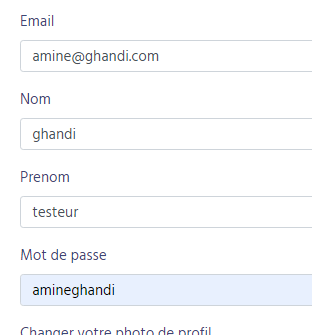 Email
amine@ghandi.com
Nom
ghandi
Prenom
testeur
Mot de passe
amineghandi
Changer votre photo de profil